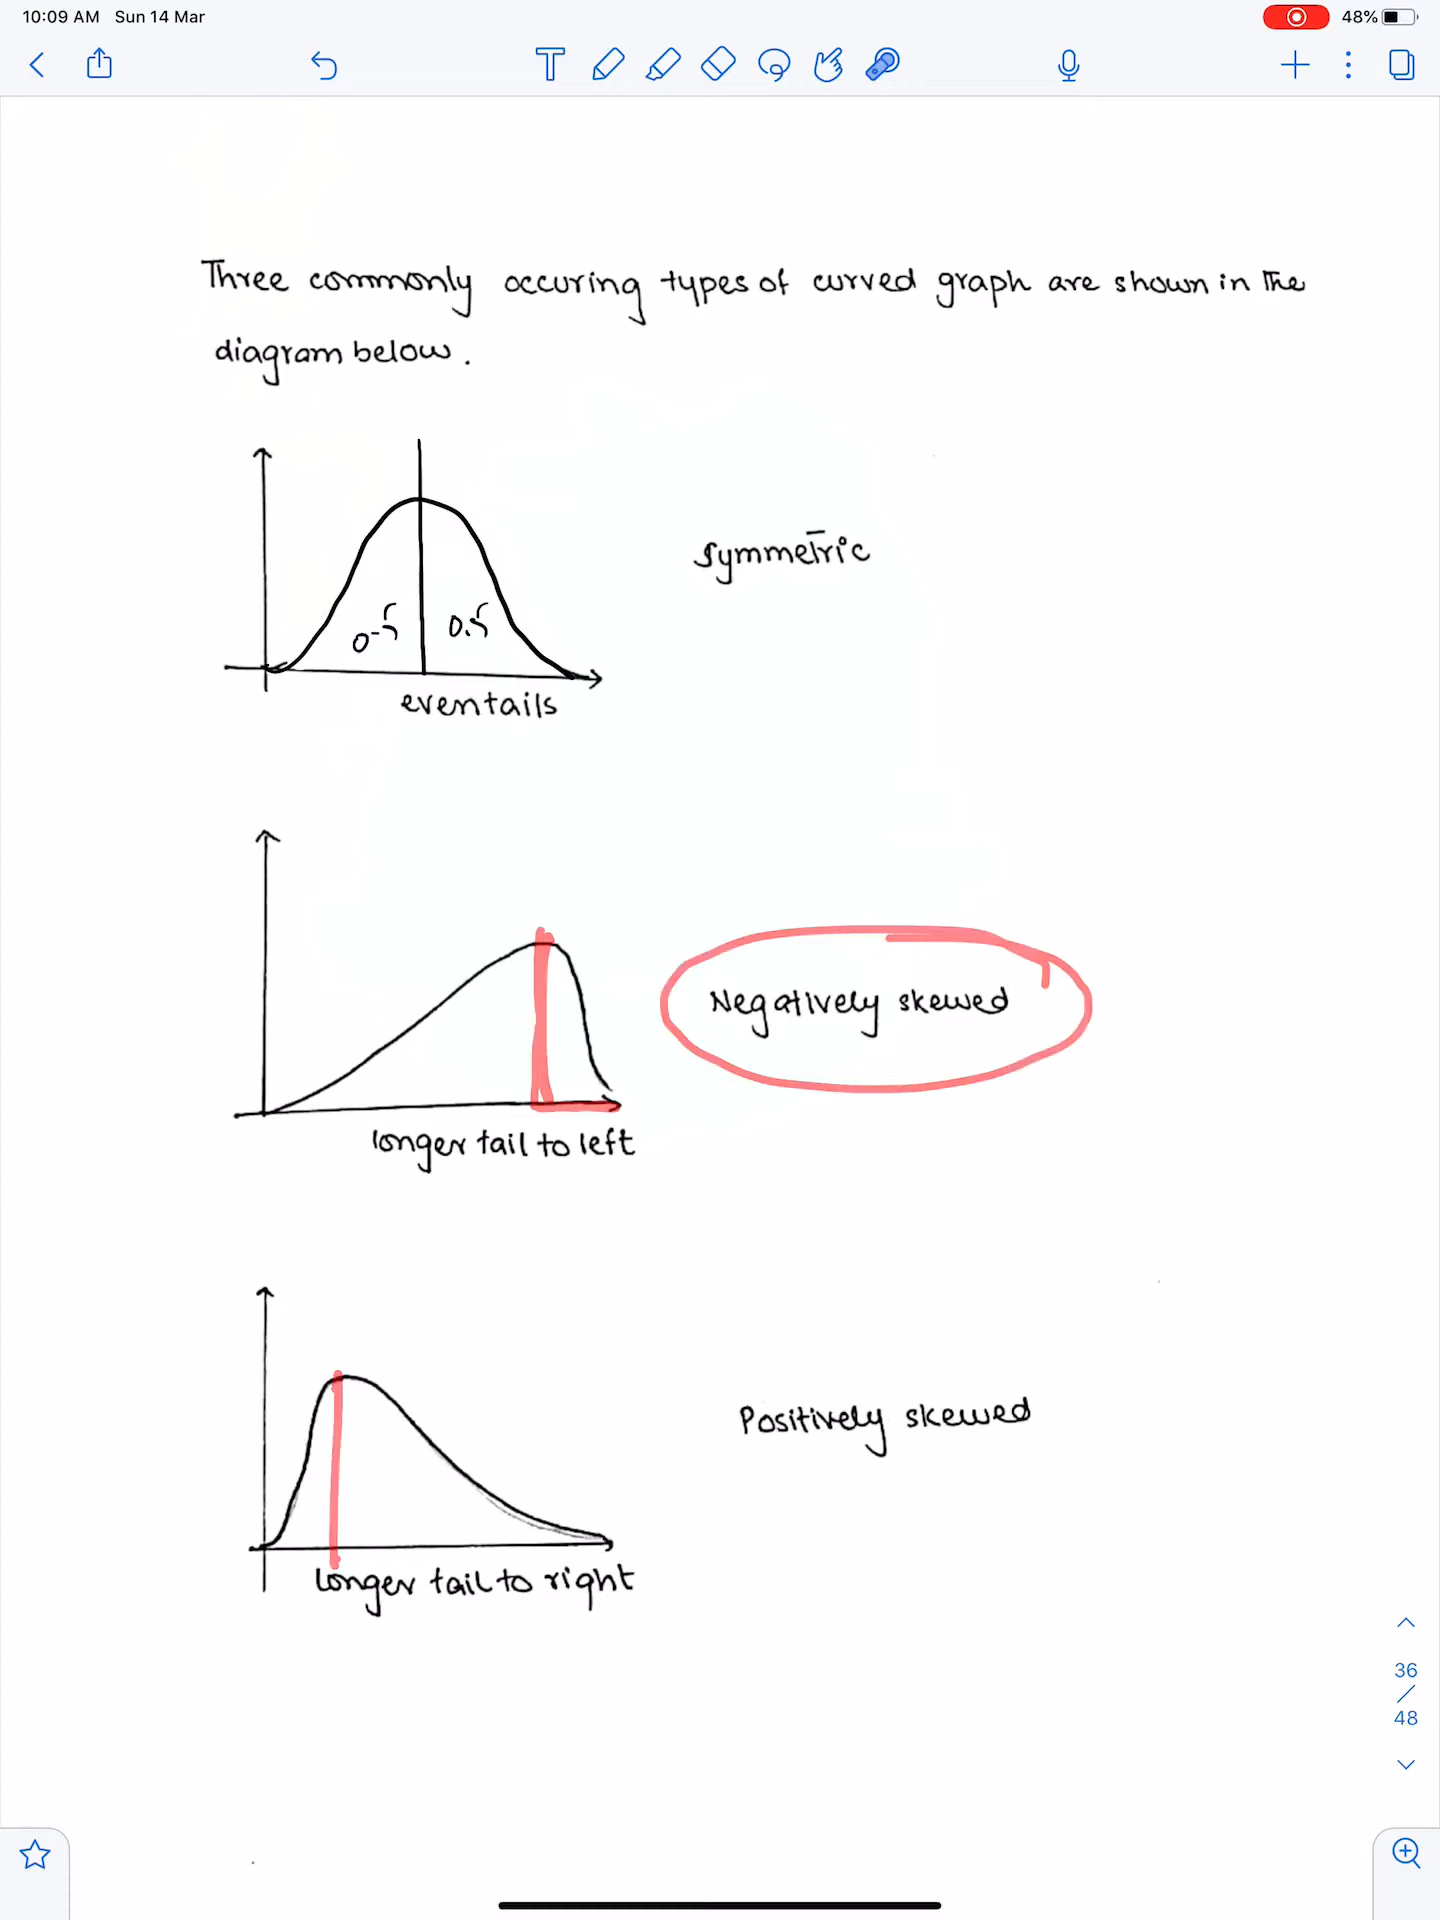 10:09 AM Sun 14 Mar
48%
Three commonly occuring types of curved graph are shown in the
diagram below.
symmetric
0.5 0.5
even tails
Negatively skewed
longer tail to left
Positively skewed
longer tail to right
36
/
48